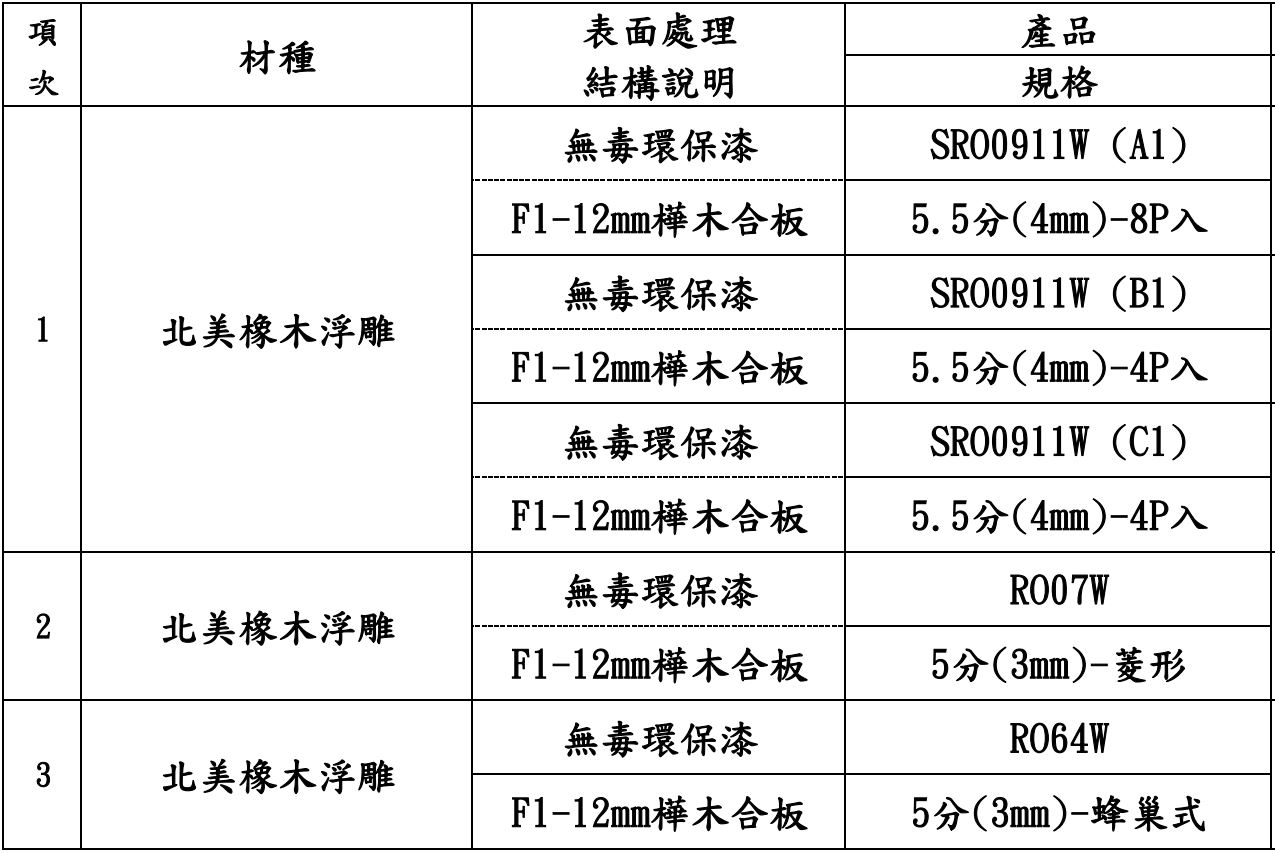 項次
材種
表面處理
結構說明
產品
規格
1
北美橡木浮雕
無毒環保漆
SRO0911W (A1)
F1-12mm樺木合板
5.5分(4mm)-8P入
無毒環保漆
SRO0911W (B1)
F1-12mm樺木合板
5.5分(4mm)-4P入
無毒環保漆
SRO0911W (C1)
F1-12mm樺木合板
5.5分(4mm)-4P入
2
北美橡木浮雕
無毒環保漆
RO07W
F1-12mm樺木合板
5分(3mm)-菱形
3
北美橡木浮雕
無毒環保漆
RO64W
F1-12mm樺木合板
5分(3mm)-蜂巢式